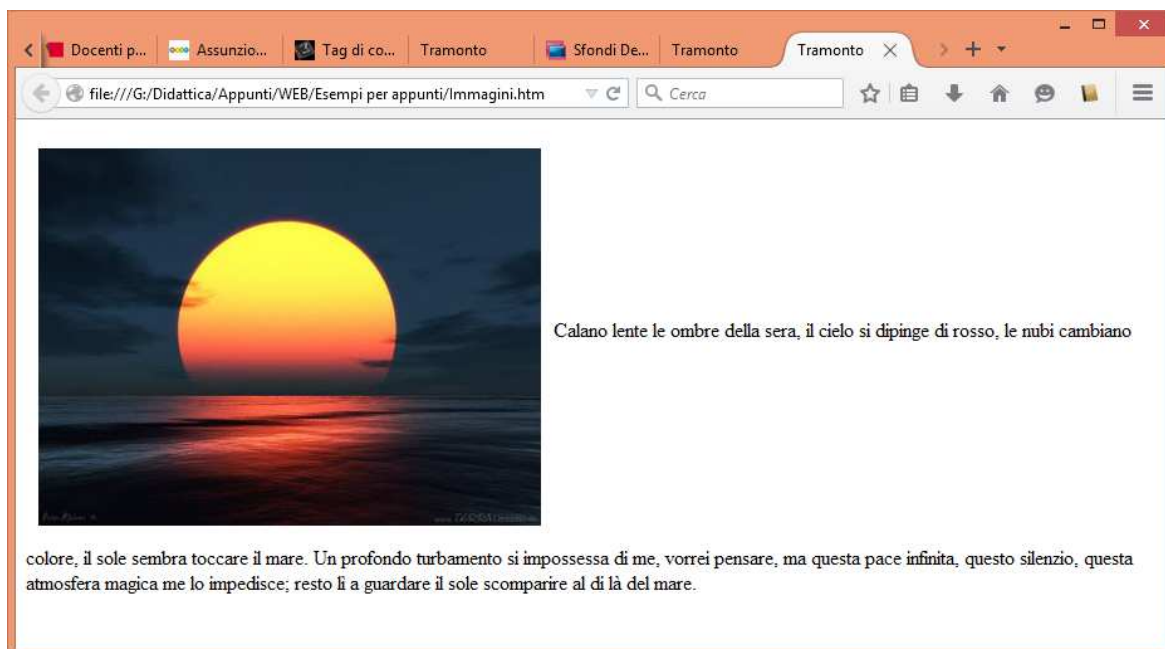 Docenti p...
Assunzio...
Tag di co...
Tramonto
Sfondi De...
Tramonto
Tramonto
file:///G:/Didattica/Appunti/WEB/Esempi per appunti/Immagini.htm
Cerca
Calano lente le ombre della sera, il cielo si dipinge di rosso, le nubi cambiano
colore, il sole sembra toccare il mare. Un profondo turbamento si impossessa di me, vorrei pensare, ma questa pace infinita, questo silenzio, questa
atmosfera magica me lo impedisce; resto lì a guardare il sole scomparire al di là del mare.